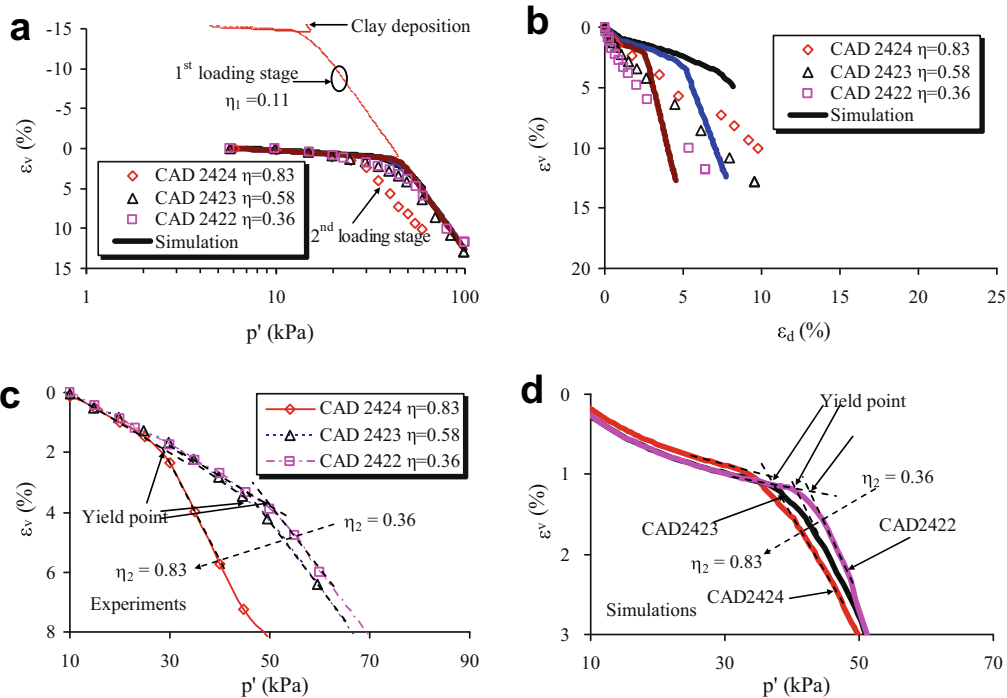 a
-15
-10
-5
0
5
10
15
εv (%)
Clay deposition
1st loading stage
η1 =0.11
CAD 2424 η=0.83
CAD 2423 η=0.58
CAD 2422 η=0.36
Simulation
2nd loading stage
1 10 100
p' (kPa)
b
0
5
10
15
20
εv (%)
CAD 2424 η=0.83
CAD 2423 η=0.58
CAD 2422 η=0.36
Simulation
0 5 10 15 20 25
εd (%)
c
0
2
4
6
8
εv (%)
CAD 2424 η=0.83
CAD 2423 η=0.58
CAD 2422 η=0.36
Yield point
η2 = 0.36
η2 = 0.83
Experiments
10 30 50 70 90
p' (kPa)
d
0
1
2
3
εv (%)
Yield point
η2 = 0.36
CAD2423
CAD2422
η2 = 0.83
CAD2424
Simulations
10 30 50 70
p' (kPa)